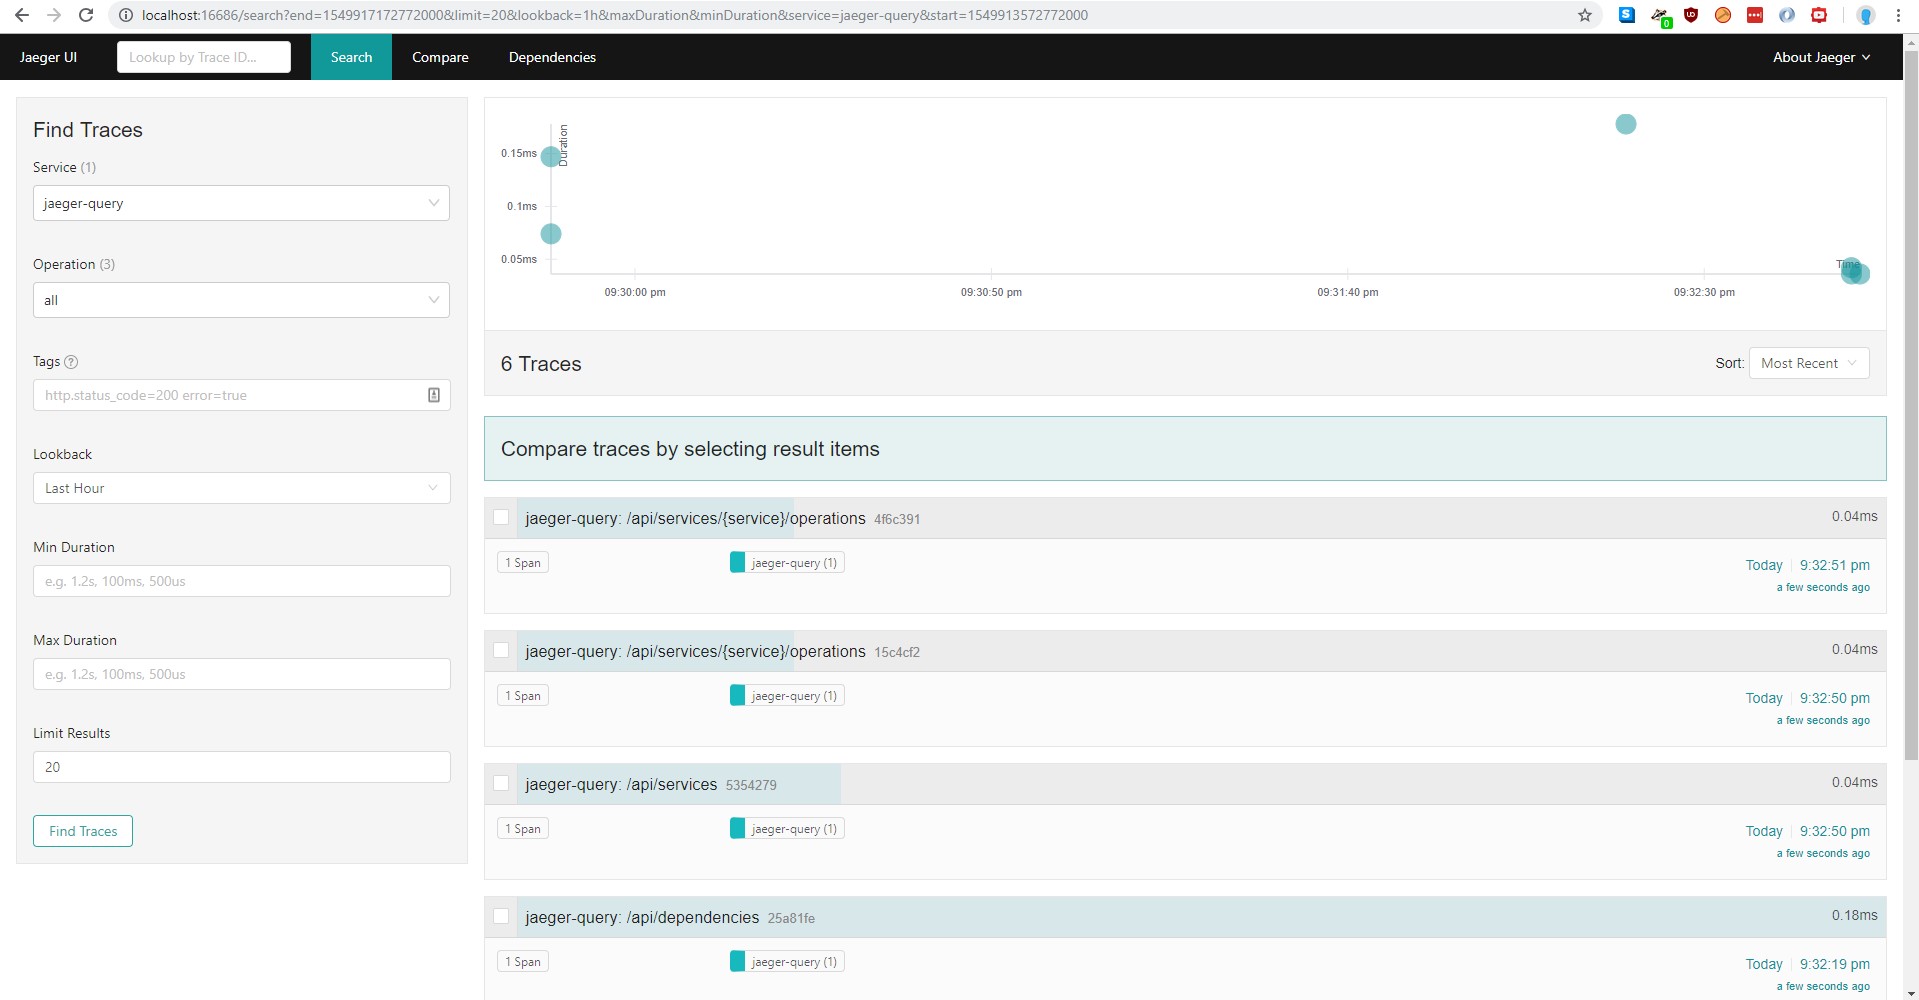 localhost:16686/search?end=1549917172772000&limit=20&lookback=1h&maxDuration&minDuration&service=jaeger-query&start=1549913572772000
0
Jaeger UI
Lookup by Trace ID...
Search
Compare
Dependencies
About Jaeger
Find Traces
Service (1)
jaeger-query
Operation (3)
all
Tags ?
http.status_code=200 error=true
Lookback
Last Hour
Min Duration
e.g. 1.2s, 100ms, 500us
Max Duration
e.g. 1.2s, 100ms, 500us
Limit Results
20
Find Traces
Duration
0.15ms
0.1ms
0.05ms
Time
09:30:00 pm
09:30:50 pm
09:31:40 pm
09:32:30 pm
6 Traces
Sort: Most Recent
Compare traces by selecting result items
jaeger-query: /api/services/{service}/operations 4f6c391
0.04ms
1 Span
jaeger-query (1)
Today 9:32:51 pm
a few seconds ago
jaeger-query: /api/services/{service}/operations 15c4cf2
0.04ms
1 Span
jaeger-query (1)
Today 9:32:50 pm
a few seconds ago
jaeger-query: /api/services 5354279
0.04ms
1 Span
jaeger-query (1)
Today 9:32:50 pm
a few seconds ago
jaeger-query: /api/dependencies 25a81fe
0.18ms
1 Span
jaeger-query (1)
Today 9:32:19 pm
a few seconds ago